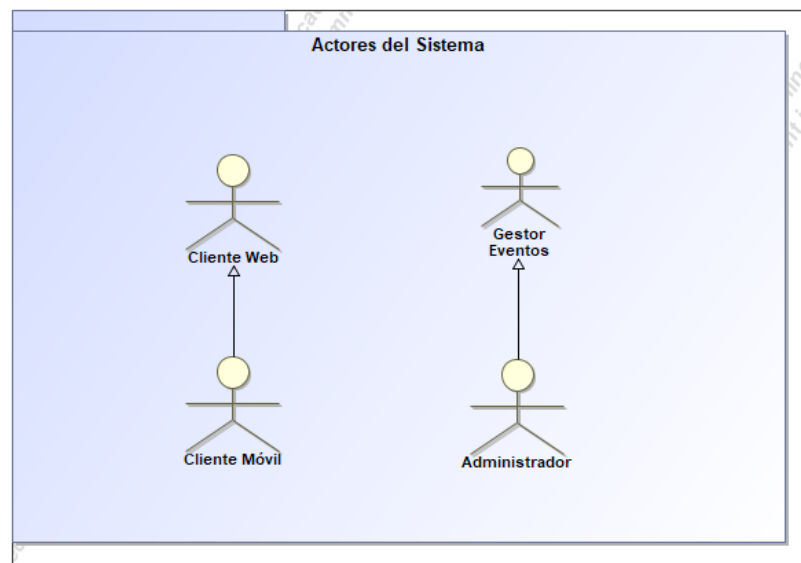 Actores del Sistema
Cliente Web
Gestor
Eventos
Cliente Móvil
Administrador